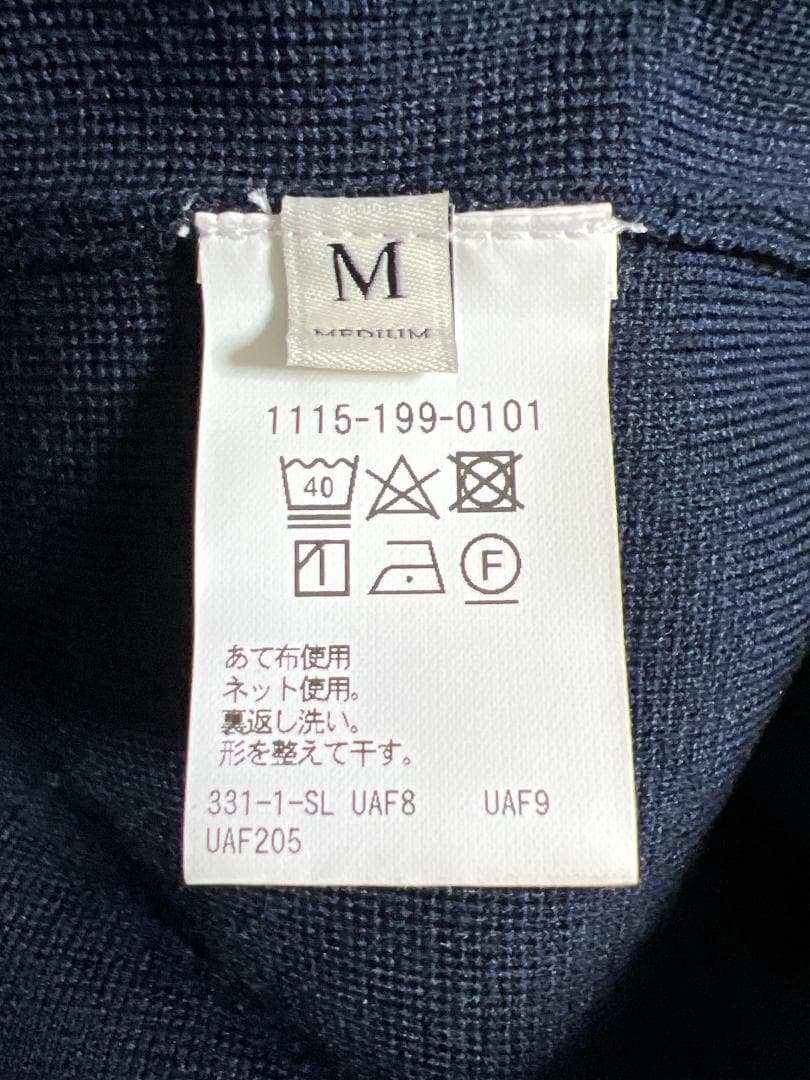 M
MEDIUM
1115-199-0101
40
F
あて布使用
ネット使用。
裏返し洗い。
形を整えて干す。
331-1-SL UAF8 UAF9
UAF205